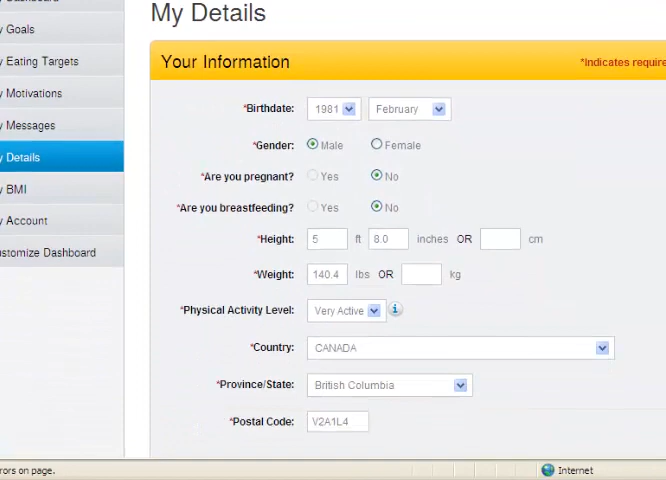 My Details
y Goals
Your Information
*Indicates require
y Eating Targets
y Motivations
*Birthdate: 1981 February
y Messages
*Gender: Male Female
y Details
*Are you pregnant? Yes No
y BMI
*Are you breastfeeding? Yes No
y Account
*Height: 5 ft 8.0 inches OR cm
ustomize Dashboard
*Weight: 140.4 lbs OR kg
*Physical Activity Level: Very Active i
*Country: CANADA
*Province/State: British Columbia
*Postal Code: V2A1L4
rors on page.
Internet